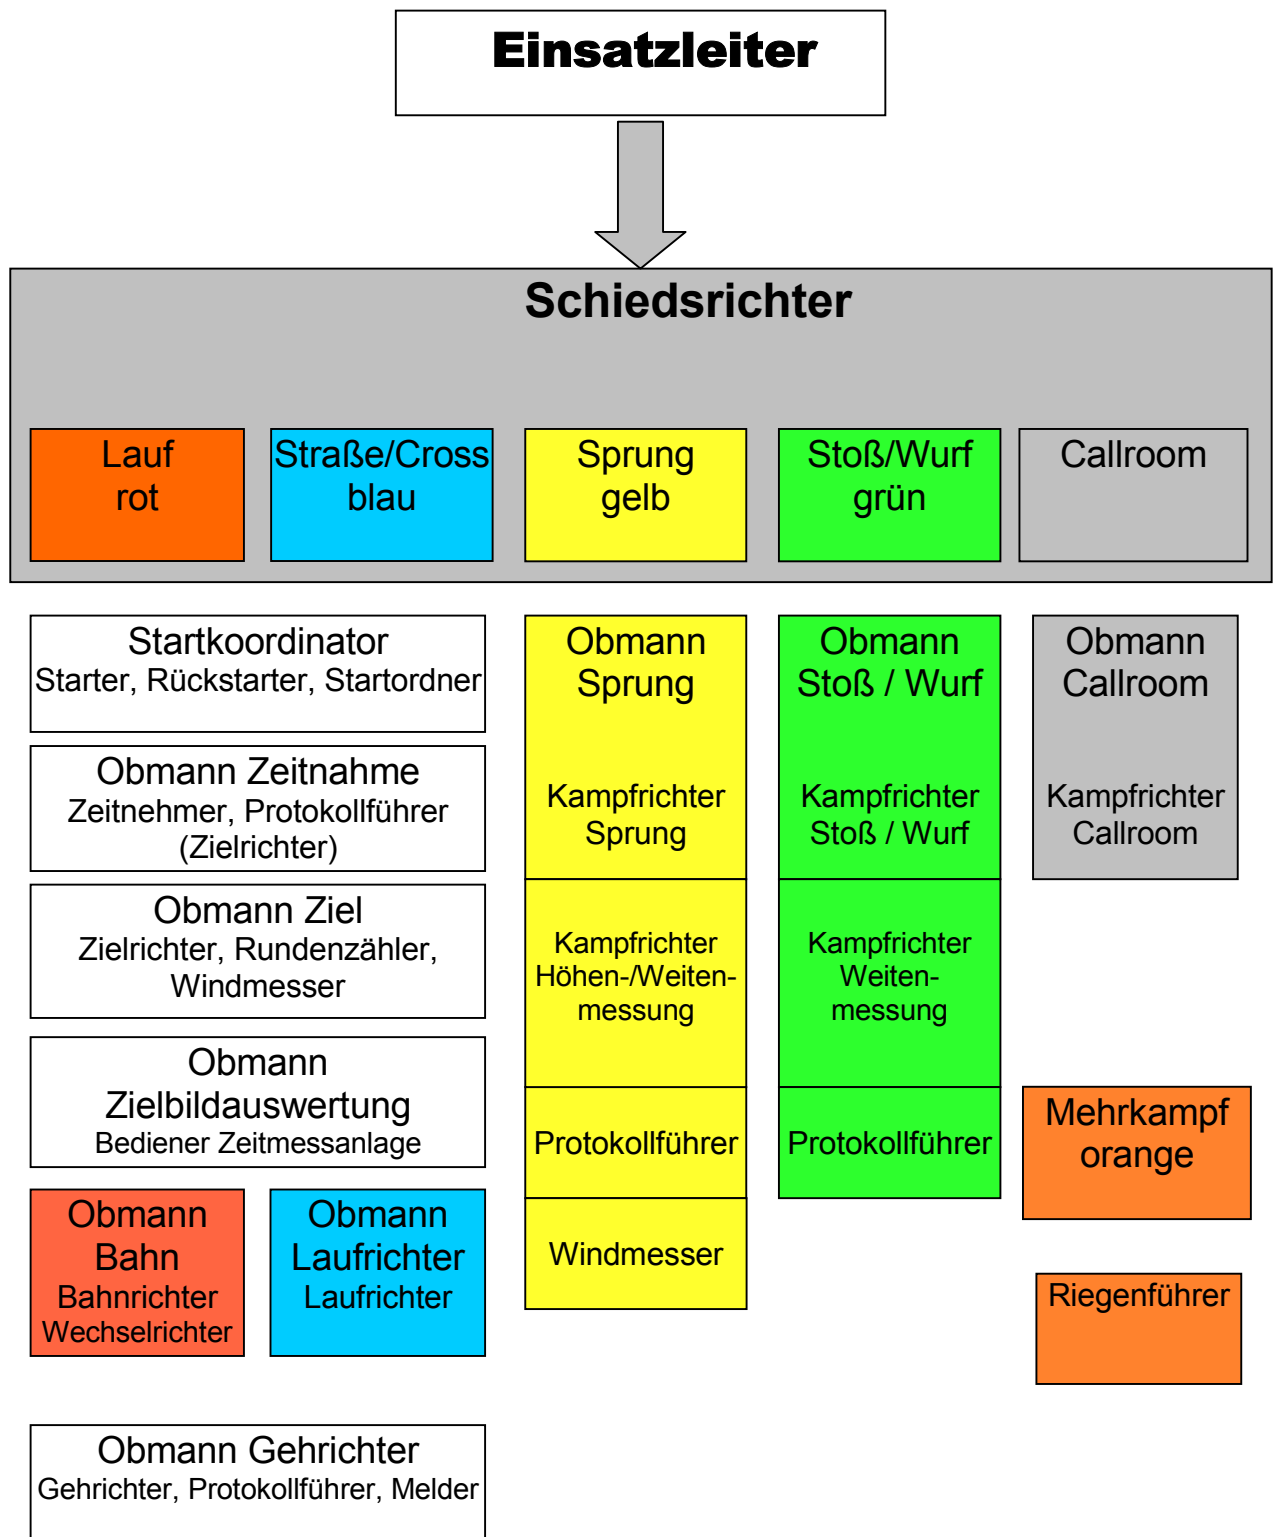 Einsatzleiter
Schiedsrichter
Lauf
rot
Straße/Cross
blau
Sprung
gelb
Stoß/Wurf
grün
Callroom
Startkoordinator
Starter, Rückstarter, Startordner
Obmann Zeitnahme
Zeitnehmer, Protokollführer
(Zielrichter)
Obmann Ziel
Zielrichter, Rundenzähler,
Windmesser
Obmann
Zielbildauswertung
Bediener Zeitmessanlage
Obmann
Bahn
Bahnrichter
Wechselrichter
Obmann
Laufrichter
Laufrichter
Obmann Gehrichter
Gehrichter, Protokollführer, Melder
Obmann
Sprung
Kampfrichter
Sprung
Kampfrichter
Höhen-/Weiten-
messung
Protokollführer
Windmesser
Obmann
Stoß / Wurf
Kampfrichter
Stoß / Wurf
Kampfrichter
Weiten-
messung
Protokollführer
Obmann
Callroom
Kampfrichter
Callroom
Mehrkampf
orange
Riegenführer